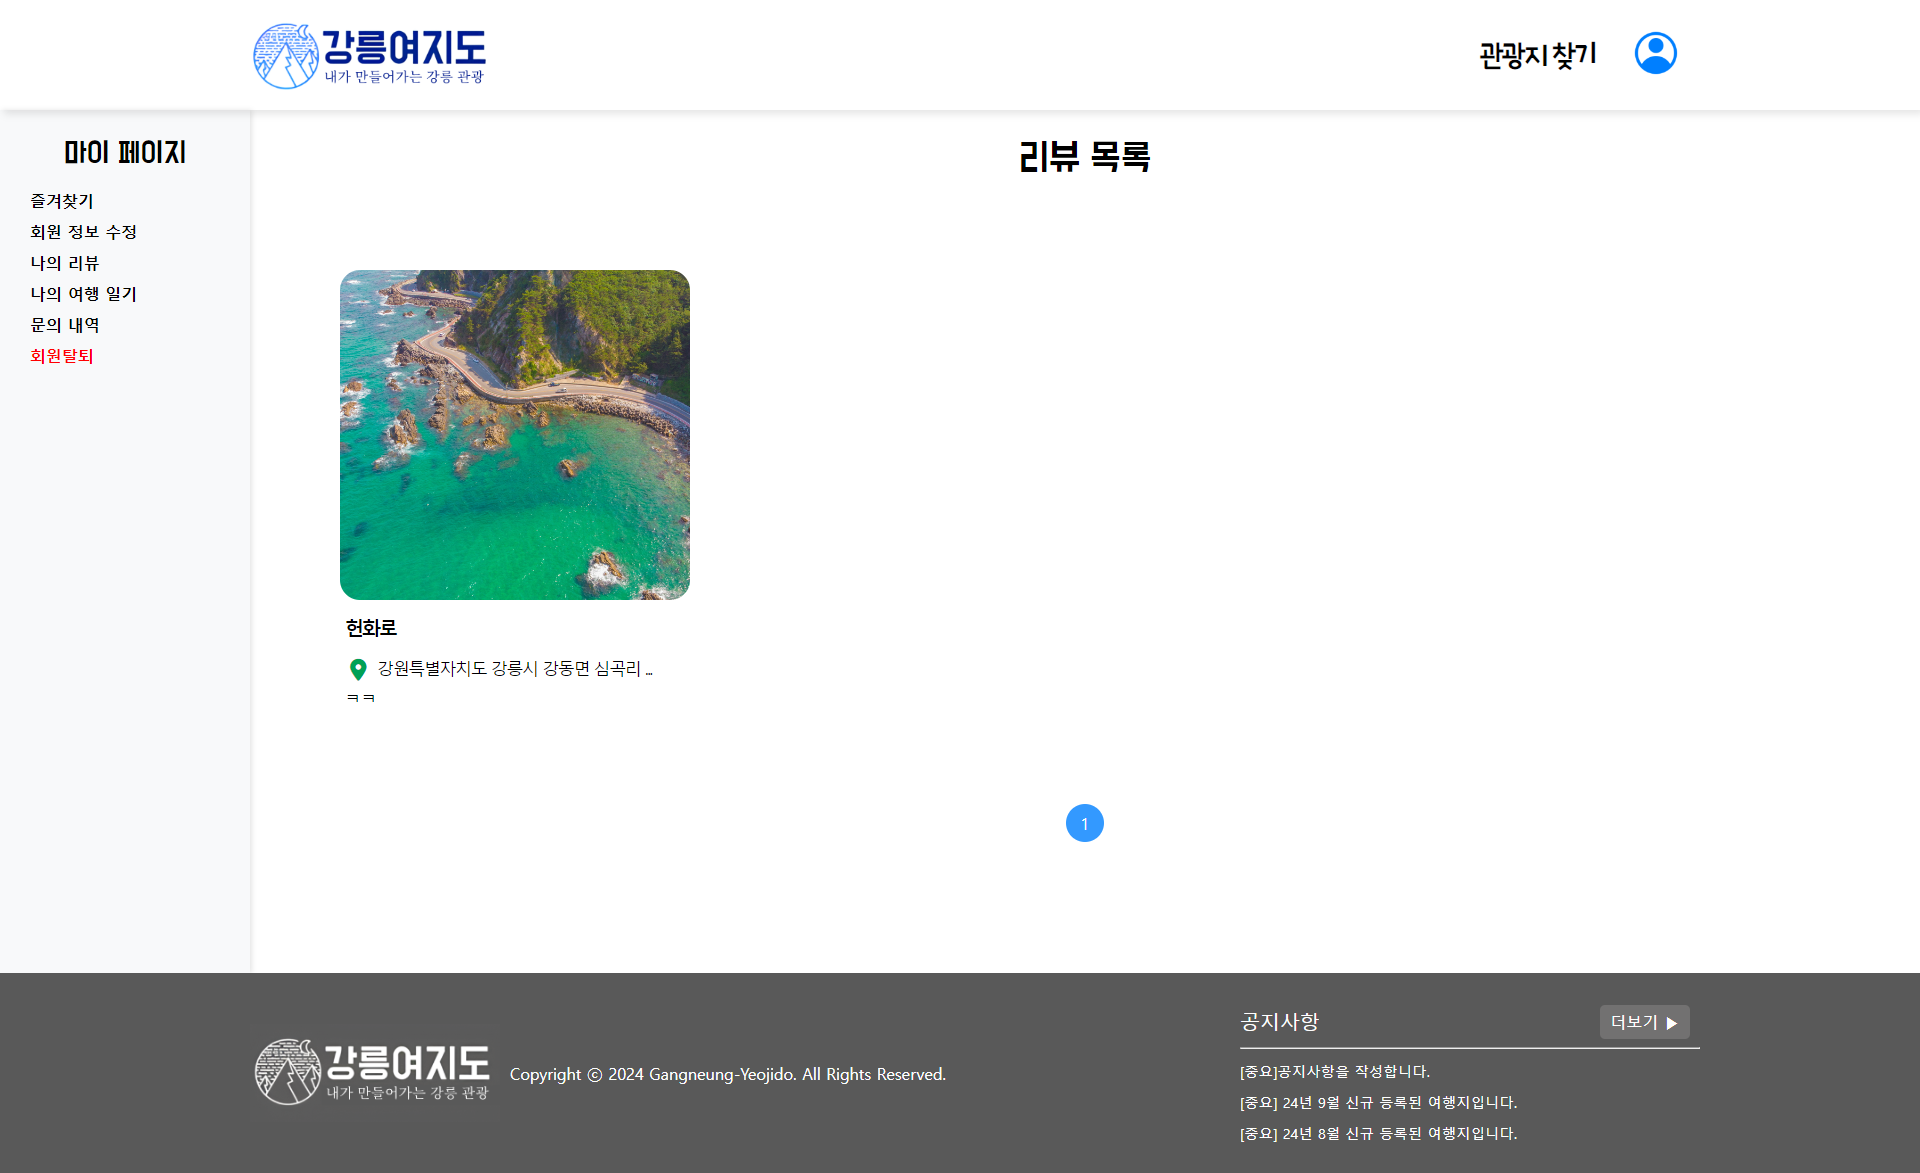 강릉여지도
내가 만들어가는 강릉 관광
관광지 찾기
마이 페이지
즐겨찾기
회원 정보 수정
나의 리뷰
나의 여행 일기
문의 내역
회원탈퇴
리뷰 목록
헌화로
강원특별자치도 강릉시 강동면 심곡리 ...
ㅋㅋ
1
강릉여지도
내가 만들어가는 강릉 관광
Copyright ⓒ 2024 Gangneung-Yeojido. All Rights Reserved.
공지사항
더보기 ▶
[중요]공지사항을 작성합니다.
[중요] 24년 9월 신규 등록된 여행지입니다.
[중요] 24년 8월 신규 등록된 여행지입니다.